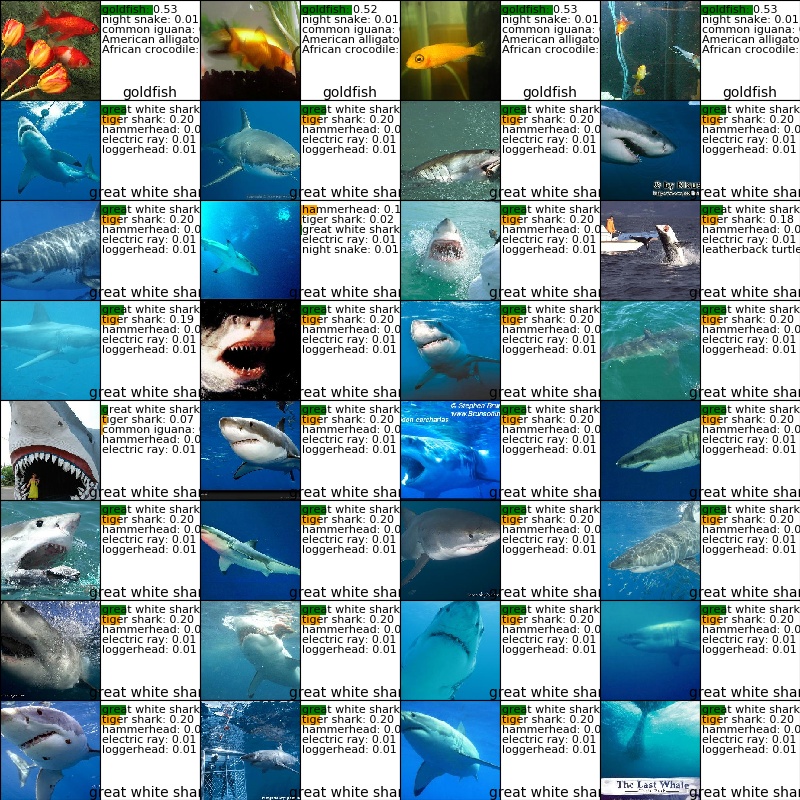 goldfish: 0.53
night snake: 0.01
common iguana:
American alligato
African crocodile:
goldfish
goldfish: 0.52
night snake: 0.01
common iguana:
American alligato
African crocodile:
goldfish
goldfish: 0.53
night snake: 0.01
common iguana:
American alligato
African crocodile:
goldfish
goldfish: 0.53
night snake: 0.01
common iguana:
American alligato
African crocodile:
goldfish
great white shark
tiger shark: 0.20
hammerhead: 0.0
electric ray: 0.01
loggerhead: 0.01
great white shar
great white shark
tiger shark: 0.20
hammerhead: 0.0
electric ray: 0.01
loggerhead: 0.01
great white shar
great white shark
tiger shark: 0.20
hammerhead: 0.0
electric ray: 0.01
loggerhead: 0.01
great white shar
© by Klaus
great white shark
tiger shark: 0.20
hammerhead: 0.0
electric ray: 0.01
loggerhead: 0.01
great white shar
great white shark
tiger shark: 0.20
hammerhead: 0.0
electric ray: 0.01
loggerhead: 0.01
great white shar
hammerhead: 0.1
tiger shark: 0.02
great white shark
electric ray: 0.01
night snake: 0.01
great white shar
great white shark
tiger shark: 0.20
hammerhead: 0.0
electric ray: 0.01
loggerhead: 0.01
great white shar
great white shark
tiger shark: 0.18
hammerhead: 0.0
electric ray: 0.01
leatherback turtle
great white shar
great white shark
tiger shark: 0.19
hammerhead: 0.0
electric ray: 0.01
loggerhead: 0.01
great white shar
great white shark
tiger shark: 0.20
hammerhead: 0.0
electric ray: 0.01
loggerhead: 0.01
great white shar
great white shark
tiger shark: 0.20
hammerhead: 0.0
electric ray: 0.01
loggerhead: 0.01
great white shar
great white shark
tiger shark: 0.20
hammerhead: 0.0
electric ray: 0.01
loggerhead: 0.01
great white shar
great white shark
tiger shark: 0.07
common iguana:
hammerhead: 0.0
electric ray: 0.01
great white shar
great white shark
tiger shark: 0.20
hammerhead: 0.0
electric ray: 0.01
loggerhead: 0.01
great white shar
© Stephen
carcharias
great white shark
tiger shark: 0.20
hammerhead: 0.0
electric ray: 0.01
loggerhead: 0.01
great white shar
great white shark
tiger shark: 0.20
hammerhead: 0.0
electric ray: 0.01
loggerhead: 0.01
great white shar
great white shark
tiger shark: 0.20
hammerhead: 0.0
electric ray: 0.01
loggerhead: 0.01
great white shar
great white shark
tiger shark: 0.20
hammerhead: 0.0
electric ray: 0.01
loggerhead: 0.01
great white shar
great white shark
tiger shark: 0.20
hammerhead: 0.0
electric ray: 0.01
loggerhead: 0.01
great white shar
great white shark
tiger shark: 0.20
hammerhead: 0.0
electric ray: 0.01
loggerhead: 0.01
great white shar
great white shark
tiger shark: 0.20
hammerhead: 0.0
electric ray: 0.01
loggerhead: 0.01
great white shar
great white shark
tiger shark: 0.20
hammerhead: 0.0
electric ray: 0.01
loggerhead: 0.01
great white shar
great white shark
tiger shark: 0.20
hammerhead: 0.0
electric ray: 0.01
loggerhead: 0.01
great white shar
great white shark
tiger shark: 0.20
hammerhead: 0.0
electric ray: 0.01
loggerhead: 0.01
great white shar
great white shark
tiger shark: 0.20
hammerhead: 0.0
electric ray: 0.01
loggerhead: 0.01
great white shar
great white shark
tiger shark: 0.20
hammerhead: 0.0
electric ray: 0.01
loggerhead: 0.01
great white shar
great white shark
tiger shark: 0.20
hammerhead: 0.0
electric ray: 0.01
loggerhead: 0.01
great white shar
The Last Whale
great white shark
tiger shark: 0.20
hammerhead: 0.0
electric ray: 0.01
loggerhead: 0.01
great white shar